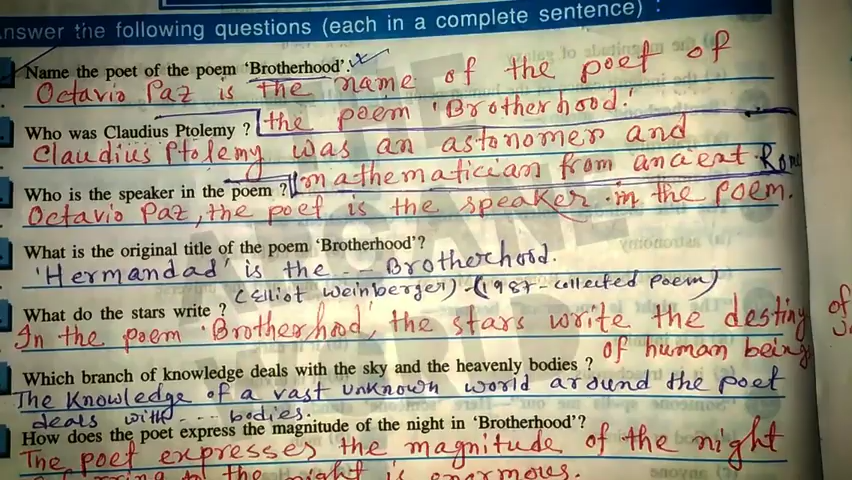 nswer the following questions (each in a complete sentence) :
Name the poet of the poem 'Brotherhood'.
Octavio Paz is the name of the poet of
the poem 'Brotherhood.'
Who was Claudius Ptolemy ?
Claudius Ptolemy was an astonomer and
mathematician from ancent Rome
Who is the speaker in the poem ?
Octavio Paz, the poet is the speaker in the poem.
What is the original title of the poem 'Brotherhood'?
'Hermandad' is the -- Brotherhood.
(Elliot Weinberger) - (1987 - collected poem)
What do the stars write ?
In the poem 'Brotherhood', the stars write the destiny of
of human being
Which branch of knowledge deals with the sky and the heavenly bodies ?
The Knowledge of a vast unknown world around the poet
deals with --- bodies.
How does the poet express the magnitude of the night in 'Brotherhood'?
The poet expresses the magnitude of the night
the night is enormous.